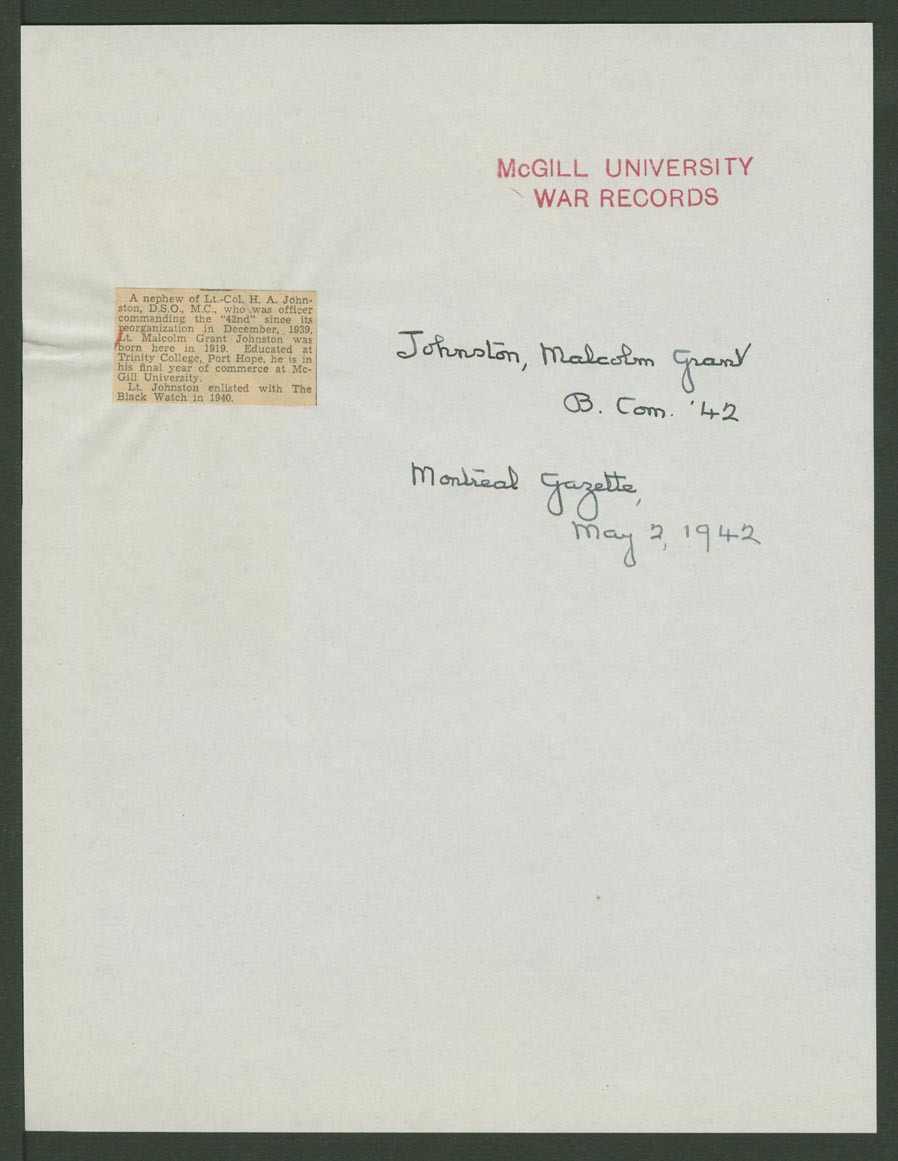 McGILL UNIVERSITY
WAR RECORDS
A nephew of Lt.-Col. H. A. John-
ston, D.S.O., M.C., who was officer
commanding the "42nd" since its
reorganization in December, 1939,
Lt. Malcolm Grant Johnston was
born here in 1919. Educated at
Trinity College, Port Hope, he is in
his final year of commerce at Mc-
Gill University.
Lt. Johnston enlisted with The
Black Watch in 1940.
Johnston, Malcolm Grant
B. Com. '42
Montreal Gazette,
May 2, 1942